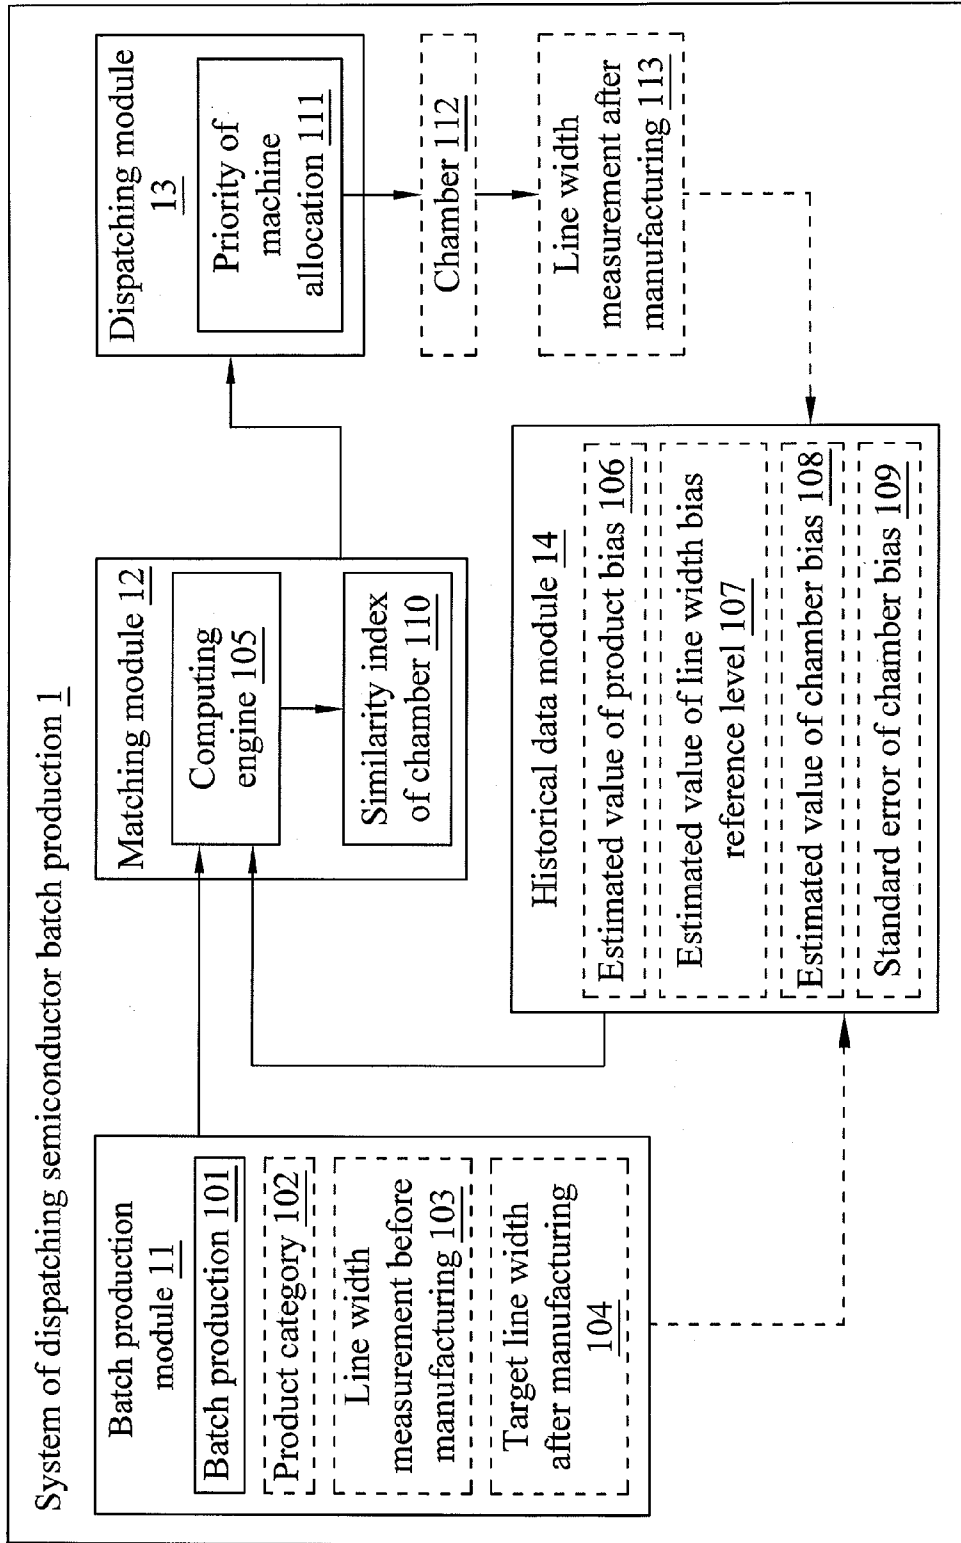 System of dispatching semiconductor batch production 1
Batch production
module 11
Batch production 101
Product category 102
Line width
measurement before
manufacturing 103
Target line width
after manufacturing
104
Matching module 12
Computing
engine 105
Similarity index
of chamber 110
Dispatching module
13
Priority of
machine
allocation 111
Chamber 112
Line width
measurement after
manufacturing 113
Historical data module 14
Estimated value of product bias 106
Estimated value of line width bias
reference level 107
Estimated value of chamber bias 108
Standard error of chamber bias 109